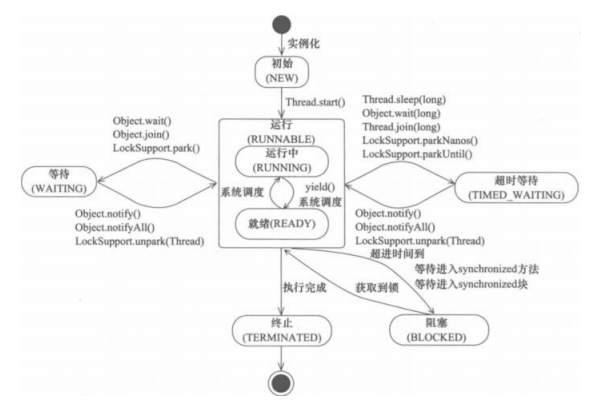 实例化
初始
(NEW)
Thread.start()
Object.wait()
Object.join()
LockSupport.park()
Thread.sleep(long)
Object.wait(long)
Thread.join(long)
LockSupport.parkNanos()
LockSupport.parkUntil()
运行
(RUNNABLE)
运行中
(RUNNING)
等待
(WAITING)
系统调度
yield()
系统调度
超时等待
(TIMED_WAITING)
就绪(READY)
Object.notify()
Object.notifyAll()
LockSupport.unpark(Thread)
Object.notify()
Object.notifyAll()
LockSupport.unpark(Thread)
超进时间到
等待进入synchronized方法
等待进入synchronized块
执行完成
获取到锁
终止
(TERMINATED)
阻塞
(BLOCKED)